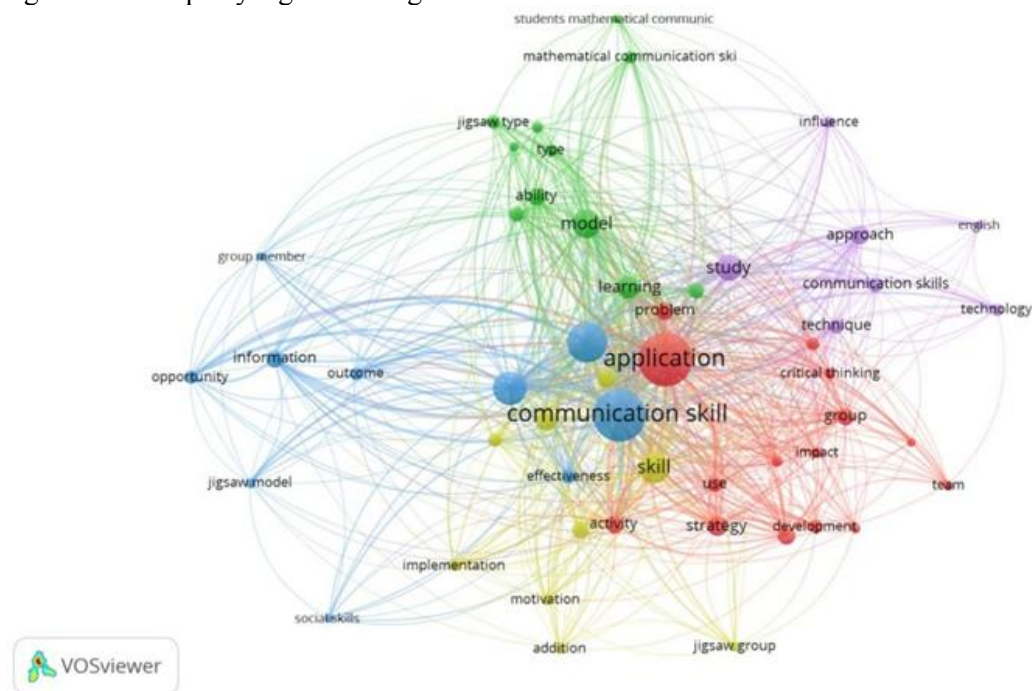 students mathematical communic
mathematical communication ski
jigsaw type
influence
type
ability
model
approach
english
group member
study
learning
communication skills
problem
technology
technique
information
application
opportunity
outcome
critical thinking
communication skill
group
impact
skill
effectiveness
jigsaw model
use
team
activity
strategy
development
implementation
motivation
social skills
addition
jigsaw group
VOSviewer